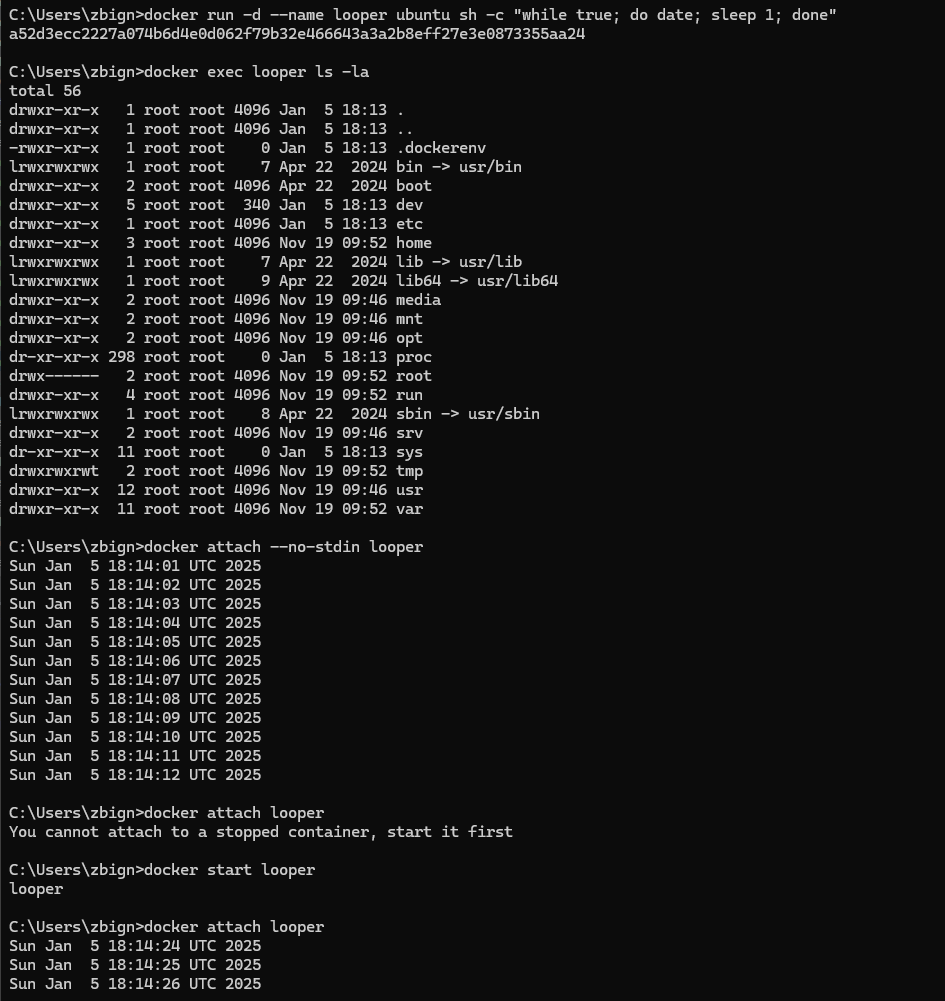 C:\Users\zbign>docker run -d --name looper ubuntu sh -c "while true; do date; sleep 1; done"
a52d3ecc2227a074b6d4e0d062f79b32e466643a3a2b8eff27e3e0873355aa24
C:\Users\zbign>docker exec looper ls -la
total 56
drwxr-xr-x   1 root root 4096 Jan  5 18:13 .
drwxr-xr-x   1 root root 4096 Jan  5 18:13 ..
-rwxr-xr-x   1 root root    0 Jan  5 18:13 .dockerenv
lrwxrwxrwx   1 root root    7 Apr 22  2024 bin -> usr/bin
drwxr-xr-x   2 root root 4096 Apr 22  2024 boot
drwxr-xr-x   5 root root  340 Jan  5 18:13 dev
drwxr-xr-x   1 root root 4096 Jan  5 18:13 etc
drwxr-xr-x   3 root root 4096 Nov 19 09:52 home
lrwxrwxrwx   1 root root    7 Apr 22  2024 lib -> usr/lib
lrwxrwxrwx   1 root root    9 Apr 22  2024 lib64 -> usr/lib64
drwxr-xr-x   2 root root 4096 Nov 19 09:46 media
drwxr-xr-x   2 root root 4096 Nov 19 09:46 mnt
drwxr-xr-x   2 root root 4096 Nov 19 09:46 opt
dr-xr-xr-x 298 root root    0 Jan  5 18:13 proc
drwx------   2 root root 4096 Nov 19 09:52 root
drwxr-xr-x   4 root root 4096 Nov 19 09:52 run
lrwxrwxrwx   1 root root    8 Apr 22  2024 sbin -> usr/sbin
drwxr-xr-x   2 root root 4096 Nov 19 09:46 srv
dr-xr-xr-x  11 root root    0 Jan  5 18:13 sys
drwxrwxrwt   2 root root 4096 Nov 19 09:52 tmp
drwxr-xr-x  12 root root 4096 Nov 19 09:46 usr
drwxr-xr-x  11 root root 4096 Nov 19 09:52 var
C:\Users\zbign>docker attach --no-stdin looper
Sun Jan  5 18:14:01 UTC 2025
Sun Jan  5 18:14:02 UTC 2025
Sun Jan  5 18:14:03 UTC 2025
Sun Jan  5 18:14:04 UTC 2025
Sun Jan  5 18:14:05 UTC 2025
Sun Jan  5 18:14:06 UTC 2025
Sun Jan  5 18:14:07 UTC 2025
Sun Jan  5 18:14:08 UTC 2025
Sun Jan  5 18:14:09 UTC 2025
Sun Jan  5 18:14:10 UTC 2025
Sun Jan  5 18:14:11 UTC 2025
Sun Jan  5 18:14:12 UTC 2025
C:\Users\zbign>docker attach looper
You cannot attach to a stopped container, start it first
C:\Users\zbign>docker start looper
looper
C:\Users\zbign>docker attach looper
Sun Jan  5 18:14:24 UTC 2025
Sun Jan  5 18:14:25 UTC 2025
Sun Jan  5 18:14:26 UTC 2025